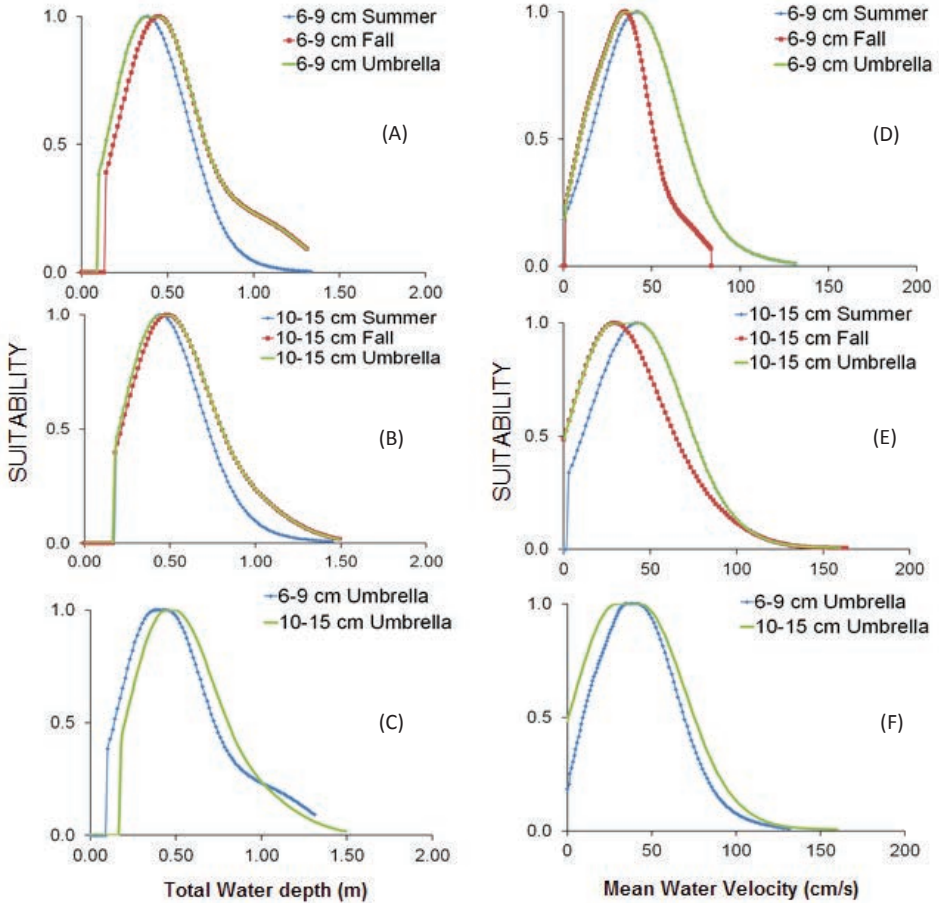 1.0
0.5
0.0
0.00
0.50
1.00
1.50
2.00
6-9 cm Summer
6-9 cm Fall
6-9 cm Umbrella
(A)
1.0
0.5
0.0
0
50
100
150
200
6-9 cm Summer
6-9 cm Fall
6-9 cm Umbrella
(D)
SUITABILITY
1.0
0.5
0.0
0.00
0.50
1.00
1.50
2.00
10-15 cm Summer
10-15 cm Fall
10-15 cm Umbrella
(B)
SUITABILITY
1.0
0.5
0.0
0
50
100
150
200
10-15 cm Summer
10-15 cm Fall
10-15 cm Umbrella
(E)
1.0
0.5
0.0
0.00
0.50
1.00
1.50
2.00
6-9 cm Umbrella
10-15 cm Umbrella
(C)
Total Water depth (m)
1.0
0.5
0.0
0
50
100
150
200
6-9 cm Umbrella
10-15 cm Umbrella
(F)
Mean Water Velocity (cm/s)